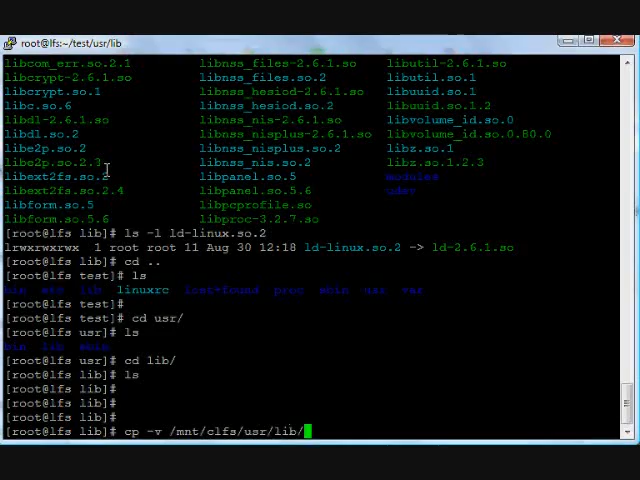 root@lfs:~/test/usr/lib
libcom_err.so.2.1 libnss_files-2.6.1.so libutil-2.6.1.so
libcrypt-2.6.1.so libnss_files.so.2 libutil.so.1
libcrypt.so.1 libnss_hesiod-2.6.1.so libuuid.so.1
libc.so.6 libnss_hesiod.so.2 libuuid.so.1.2
libdl-2.6.1.so libnss_nis-2.6.1.so libvolume_id.so.0
libdl.so.2 libnss_nisplus-2.6.1.so libvolume_id.so.0.80.0
libe2p.so.2 libnss_nisplus.so.2 libz.so.1
libe2p.so.2.3 libnss_nis.so.2 libz.so.1.2.3
libext2fs.so.2 libpanel.so.5 modules
libext2fs.so.2.4 libpanel.so.5.6 udev
libform.so.5 libpcprofile.so
libform.so.5.6 libproc-3.2.7.so
[root@lfs lib]# ls -l ld-linux.so.2
lrwxrwxrwx 1 root root 11 Aug 30 12:18 ld-linux.so.2 -> ld-2.6.1.so
[root@lfs lib]# cd ..
[root@lfs test]# ls
bin etc lib linuxrc lost+found proc sbin usr var
[root@lfs test]#
[root@lfs test]# cd usr/
[root@lfs usr]# ls
bin lib sbin
[root@lfs usr]# cd lib/
[root@lfs lib]# ls
[root@lfs lib]#
[root@lfs lib]#
[root@lfs lib]#
[root@lfs lib]# cp -v /mnt/clfs/usr/lib/